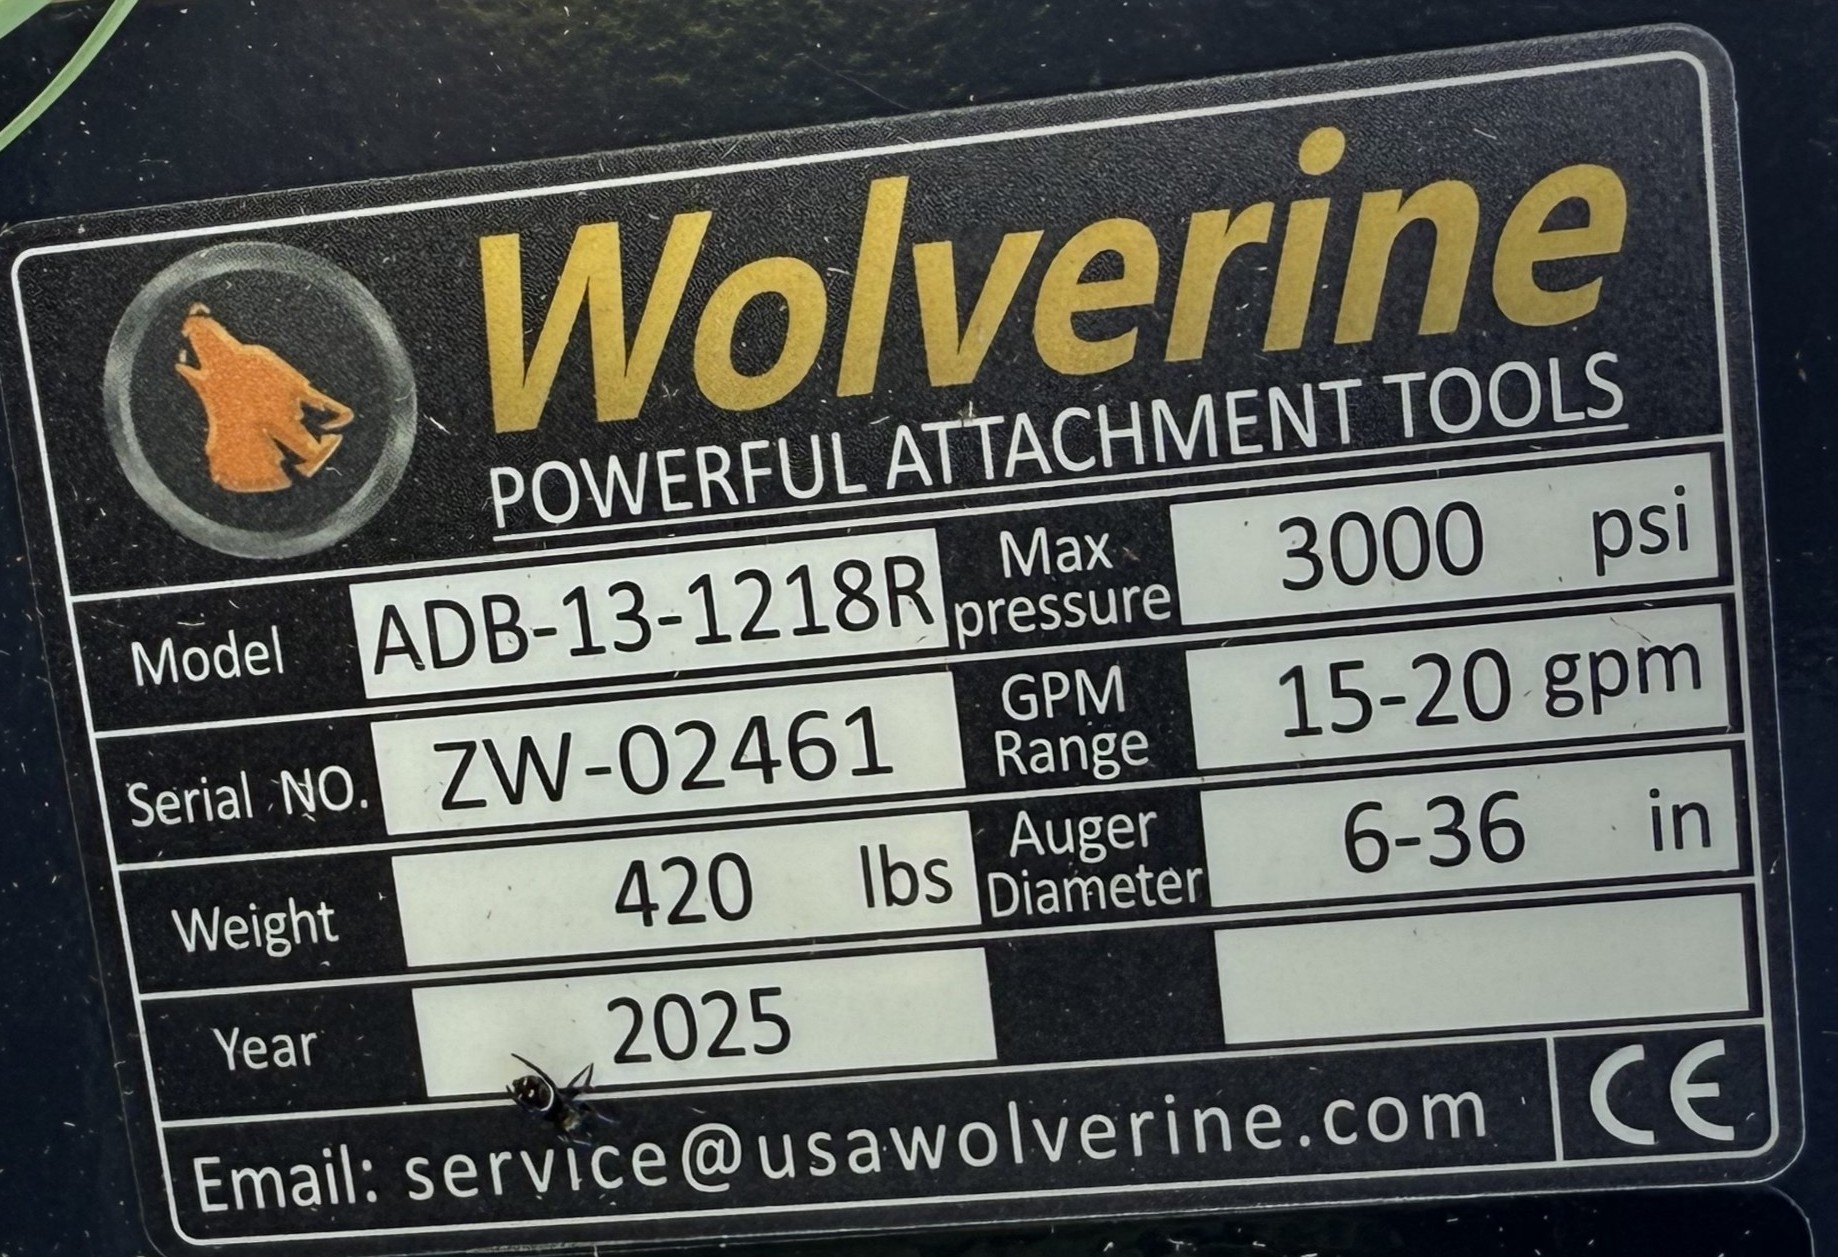 Wolverine
POWERFUL ATTACHMENT TOOLS
Model ADB-13-1218R Max pressure 3000 psi
Serial NO. ZW-02461 GPM Range 15-20 gpm
Weight 420 lbs Auger Diameter 6-36 in
Year 2025
Email: service@usawolverine.com CE